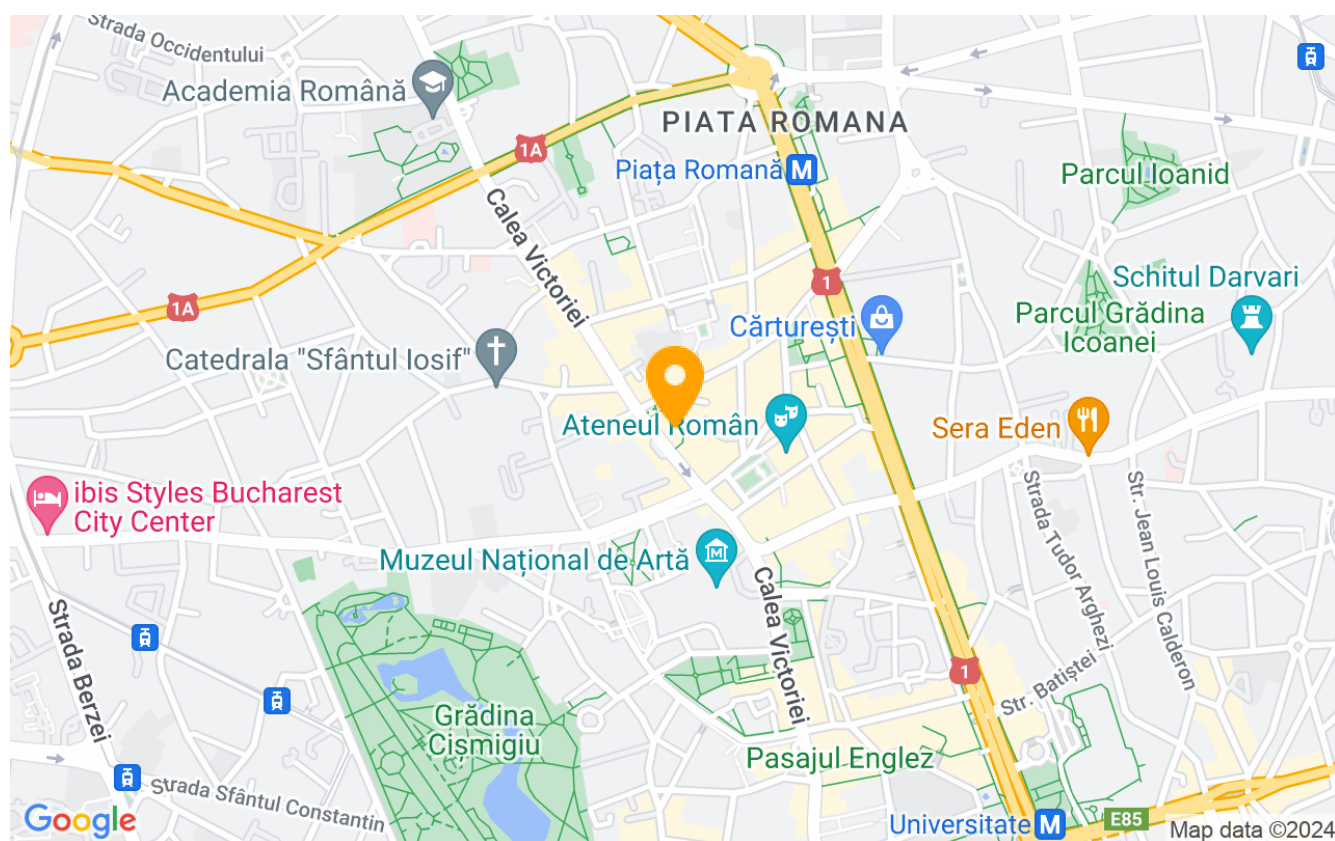 Strada Occidentului
Academia Română
1A
PIATA ROMANA
Piața Romană M
Parcul Ioanid
Calea Victoriei
1
1A
Schitul Darvari
Cărturești
Parcul Grădina
Icoanei
Catedrala "Sfântul Iosif"
Ateneul Român
Sera Eden
ibis Styles Bucharest
City Center
Strada Tudor Arghezi
Str. Jean Louis Calderon
Muzeul Național de Artă
M
Calea Victoriei
Strada Berzei
1
Str. Batiștei
Grădina
Cișmigiu
Pasajul Englez
Strada Sfântul Constantin
Google
Universitate M
E85
Map data ©2024